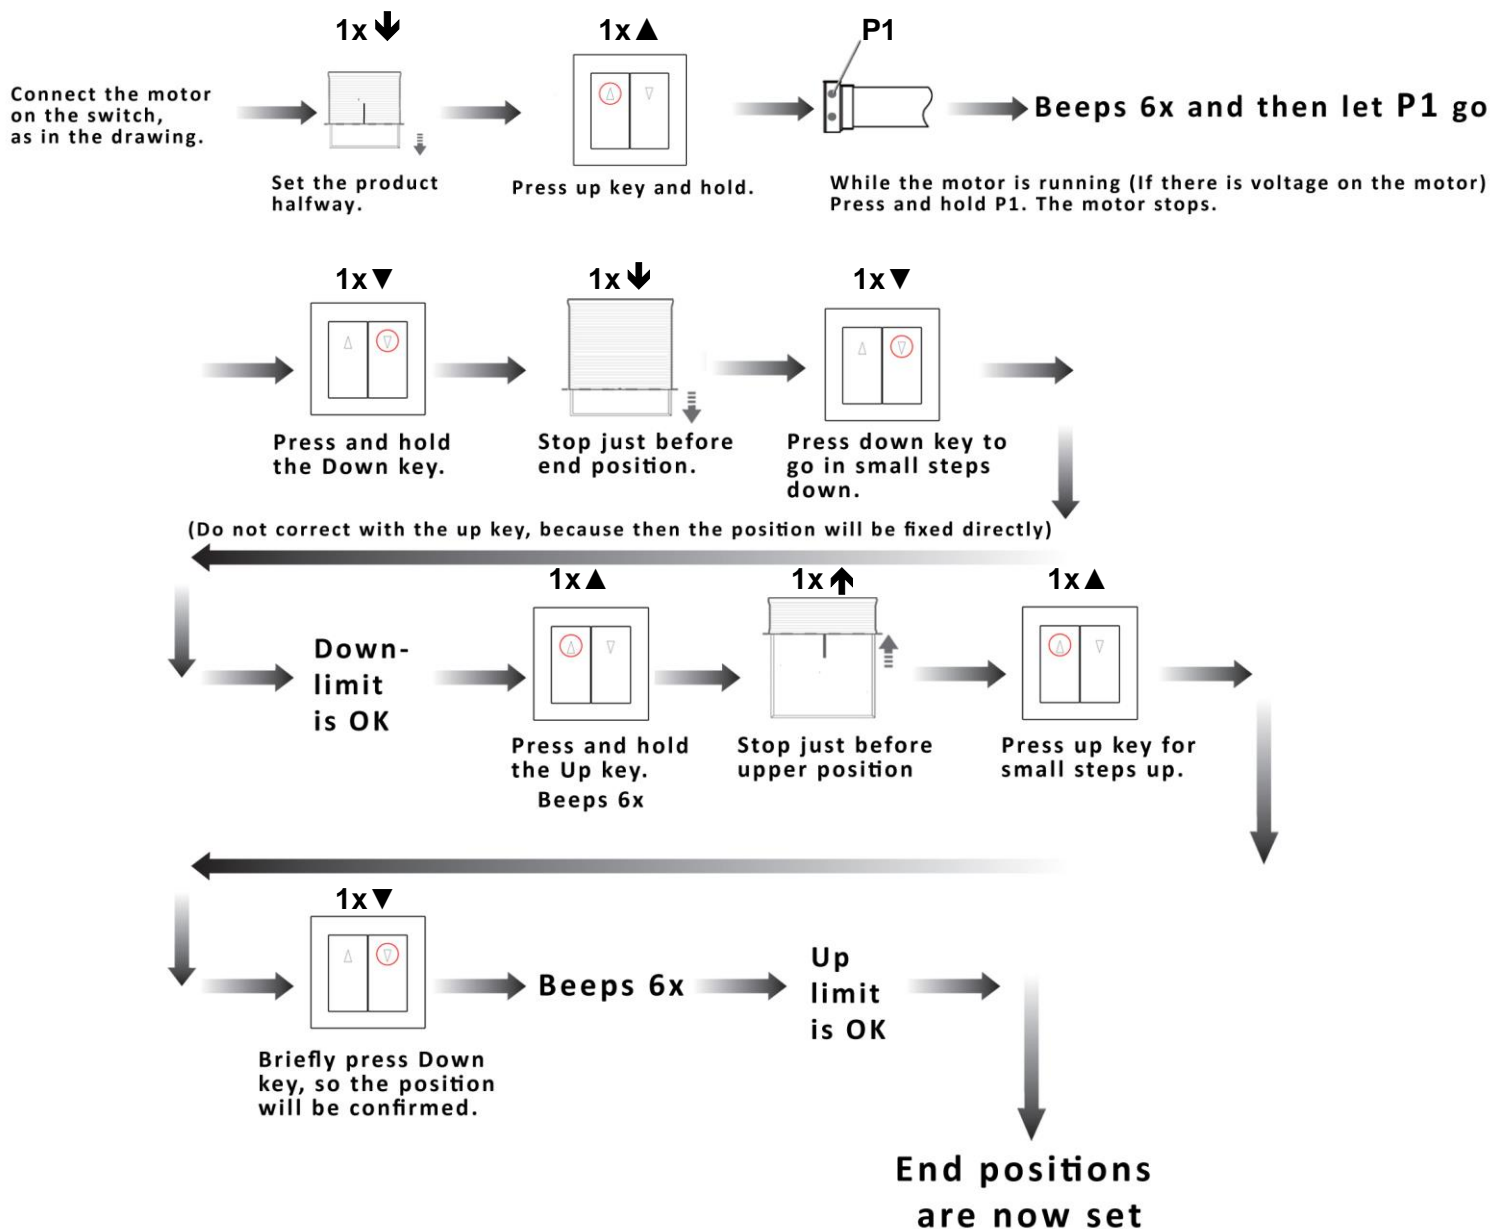 1x 🡻
1x ▲
P1
Connect the motor
on the switch,
as in the drawing.
Beeps 6x and then let P1 go
Set the product
halfway.
Press up key and hold.
While the motor is running (If there is voltage on the motor)
Press and hold P1. The motor stops.
1x ▼
1x 🡻
1x ▼
Press and hold
the Down key.
Stop just before
end position.
Press down key to
go in small steps
down.
(Do not correct with the up key, because then the position will be fixed directly)
1x ▲
1x 🡹
1x ▲
Down-
limit
is OK
Press and hold
the Up key.
Beeps 6x
Stop just before
upper position
Press up key for
small steps up.
1x ▼
Beeps 6x
Up
limit
is OK
Briefly press Down
key, so the position
will be confirmed.
End positions
are now set